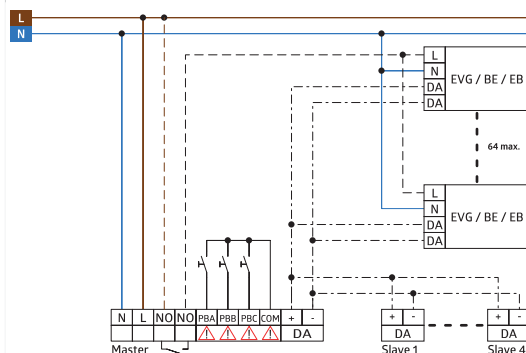 L
N
L
N
DA
DA
EVG / BE / EB
64 max.
L
N
DA
DA
EVG / BE / EB
N L NO NO PBA PBB PBC COM + -
DA
+ -
DA
+ -
DA
Master
Slave 1
Slave 4